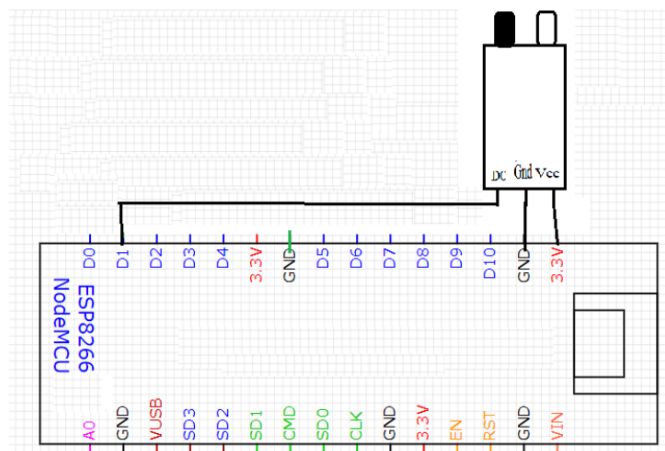 DC Gnd Vcc
D0 D1 D2 D3 D4 3.3V GND D5 D6 D7 D8 D9 D10 GND 3.3V
ESP8266
NodeMCU
A0 GND VUSB SD3 SD2 SD1 CMD SD0 CLK GND 3.3V EN RST GND VIN